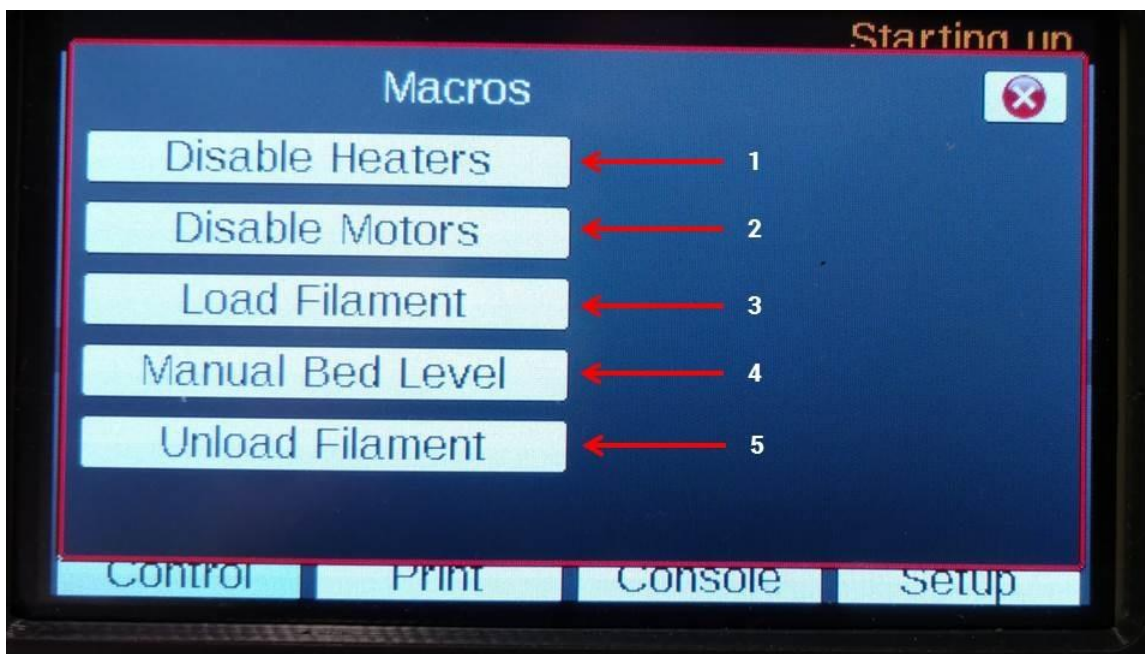 Starting up
Macros
Disable Heaters
1
Disable Motors
2
Load Filament
3
Manual Bed Level
4
Unload Filament
5
Control Print Console Setup